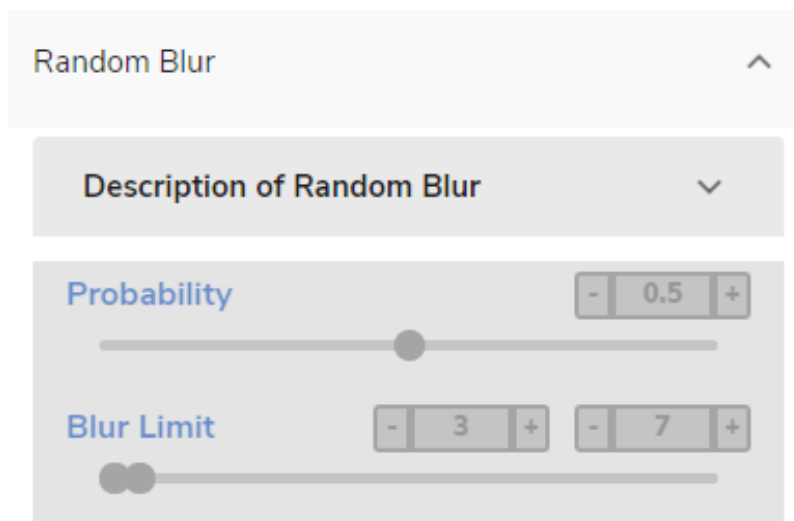 Random Blur
Description of Random Blur
Probability - 0.5 +
Blur Limit - 3 + - 7 +